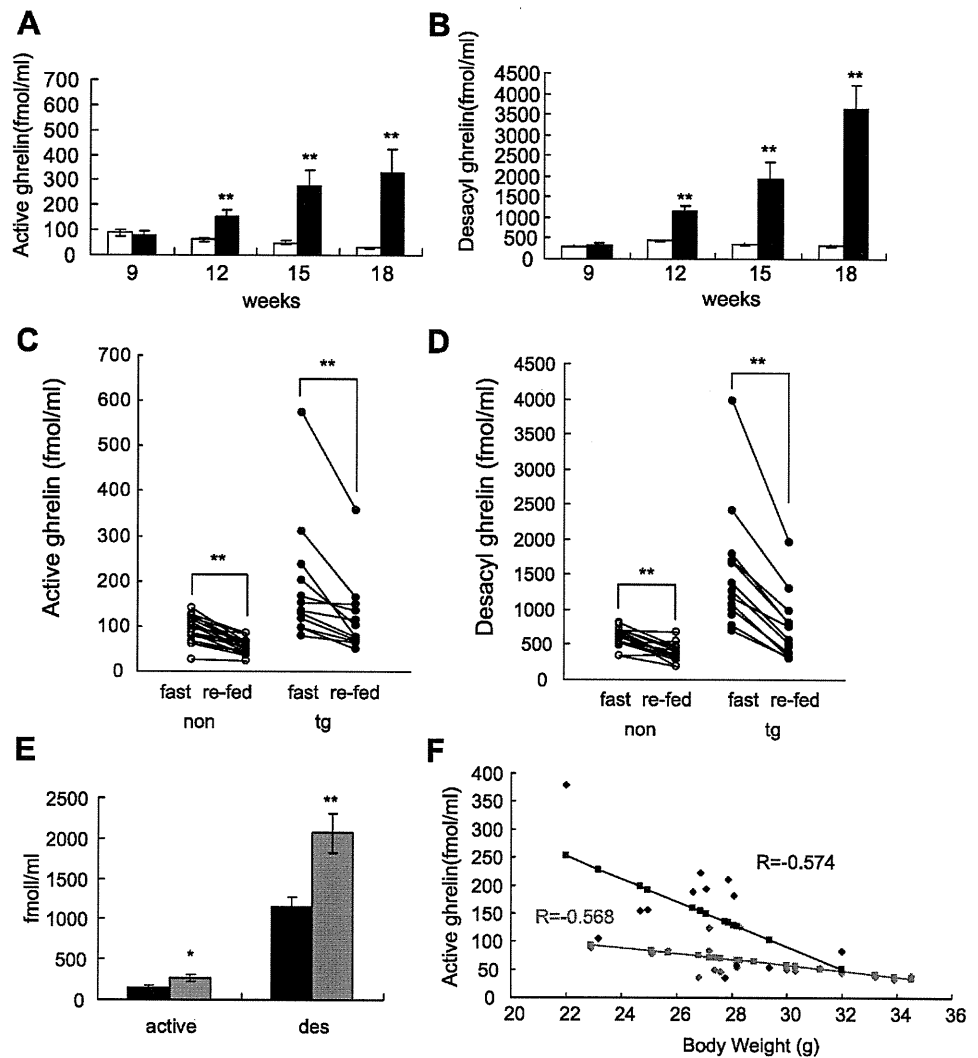 A
Active ghrelin(fmol/ml)
700
600
500
400
300
200
100
0
**
**
**
9 12 15 18
weeks
B
Desacyl ghrelin(fmol/ml)
4500
4000
3500
3000
2500
2000
1500
1000
500
0
**
**
**
9 12 15 18
weeks
C
Active ghrelin (fmol/ml)
700
600
500
400
300
200
100
0
**
**
fast re-fed fast re-fed
non tg
D
Desacyl ghrelin (fmol/ml)
4500
4000
3500
3000
2500
2000
1500
1000
500
0
**
**
fast re-fed fast re-fed
non tg
E
fmoll/ml
2500
2000
1500
1000
500
0
*
**
active des
F
Active ghrelin(fmol/ml)
400
350
300
250
200
150
100
50
0
R=-0.574
R=-0.568
20 22 24 26 28 30 32 34 36
Body Weight (g)